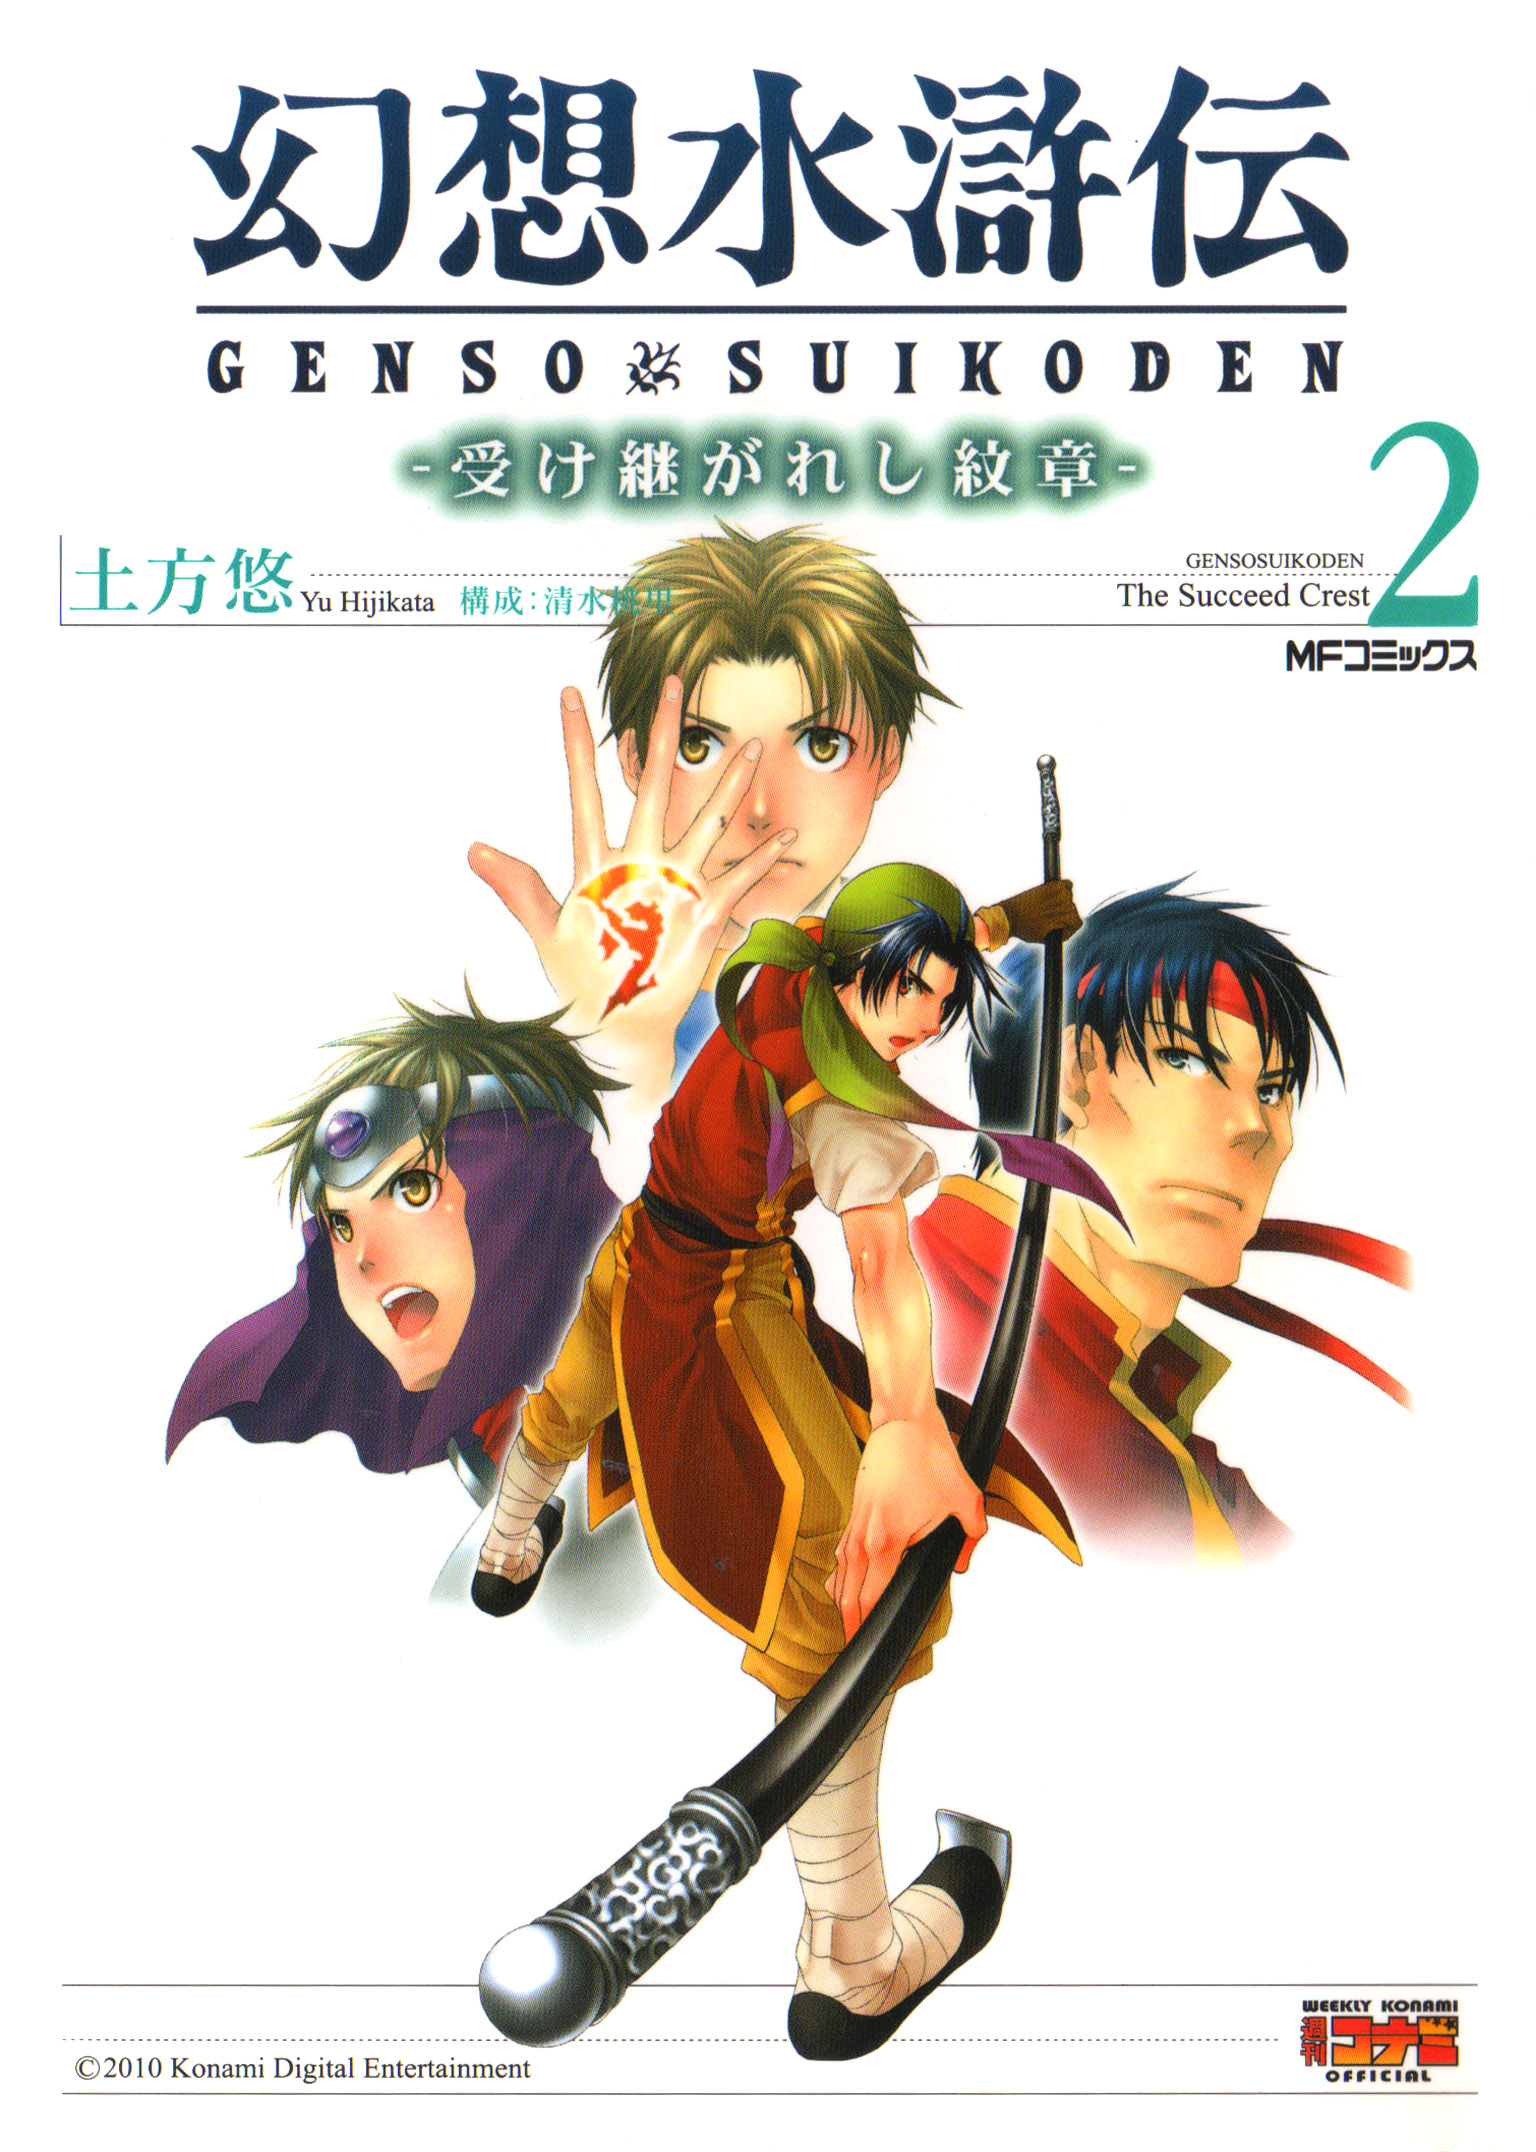 幻想水滸伝
GENSO SUIKODEN
-受け継がれし紋章-
2
土方悠 Yu Hijikata 構成:清水桃甲
GENSOSUIKODEN
The Succeed Crest
MFコミックス
©2010 Konami Digital Entertainment
WEEKLY KONAMI
週刊コナミ
OFFICIAL